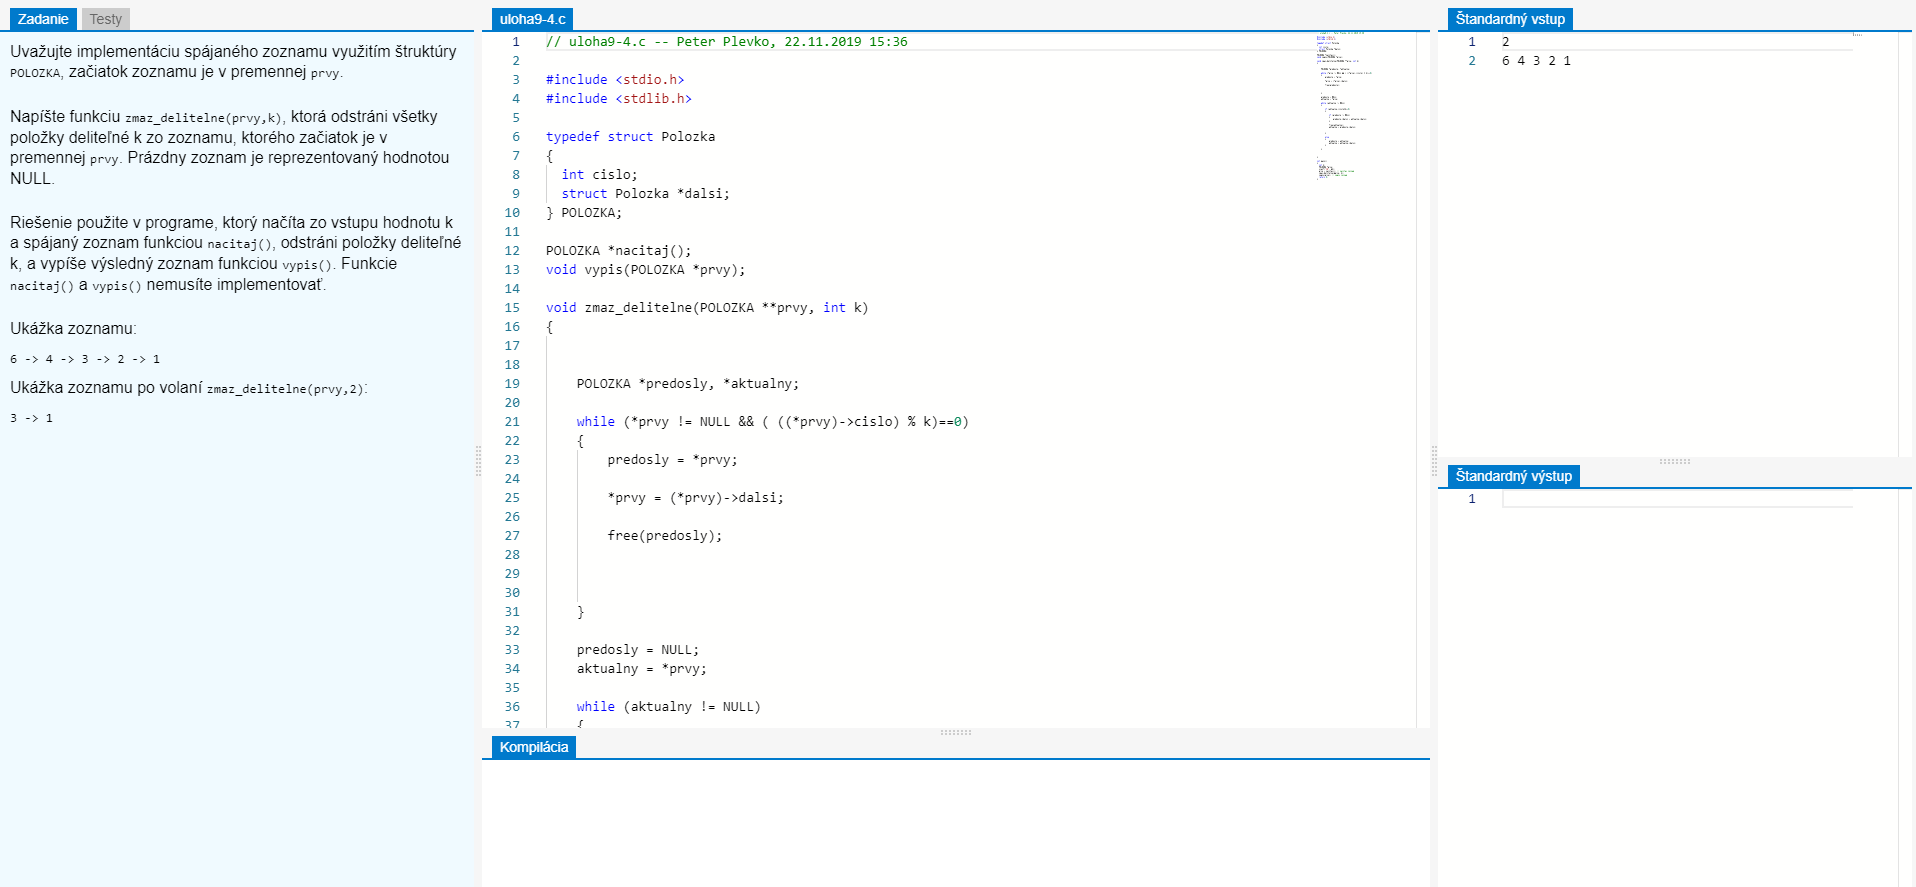 Zadanie Testy
Uvažujte implementáciu spájaného zoznamu využitím štruktúry
POLOZKA, začiatok zoznamu je v premennej prvy.
Napíšte funkciu zmaz_delitelne(prvy,k), ktorá odstráni všetky
položky deliteľné k zo zoznamu, ktorého začiatok je v
premennej prvy. Prázdny zoznam je reprezentovaný hodnotou
NULL.
Riešenie použite v programe, ktorý načíta zo vstupu hodnotu k
a spájaný zoznam funkciou nacitaj(), odstráni položky deliteľné
k, a vypíše výsledný zoznam funkciou vypis(). Funkcie
nacitaj() a vypis() nemusíte implementovať.
Ukážka zoznamu:
6 -> 4 -> 3 -> 2 -> 1
Ukážka zoznamu po volaní zmaz_delitelne(prvy,2):
3 -> 1
uloha9-4.c
1 // uloha9-4.c -- Peter Plevko, 22.11.2019 15:36
2
3 #include <stdio.h>
4 #include <stdlib.h>
5
6 typedef struct Polozka
7 {
8 int cislo;
9 struct Polozka *dalsi;
10 } POLOZKA;
11
12 POLOZKA *nacitaj();
13 void vypis(POLOZKA *prvy);
14
15 void zmaz_delitelne(POLOZKA **prvy, int k)
16 {
17
18
19 POLOZKA *predosly, *aktualny;
20
21 while (*prvy != NULL && ( ((*prvy)->cislo) % k)==0)
22 {
23 predosly = *prvy;
24
25 *prvy = (*prvy)->dalsi;
26
27 free(predosly);
28
29
30
31 }
32
33 predosly = NULL;
34 aktualny = *prvy;
35
36 while (aktualny != NULL)
37 {
Kompilácia
Štandardný vstup
1 2
2 6 4 3 2 1
Štandardný výstup
1